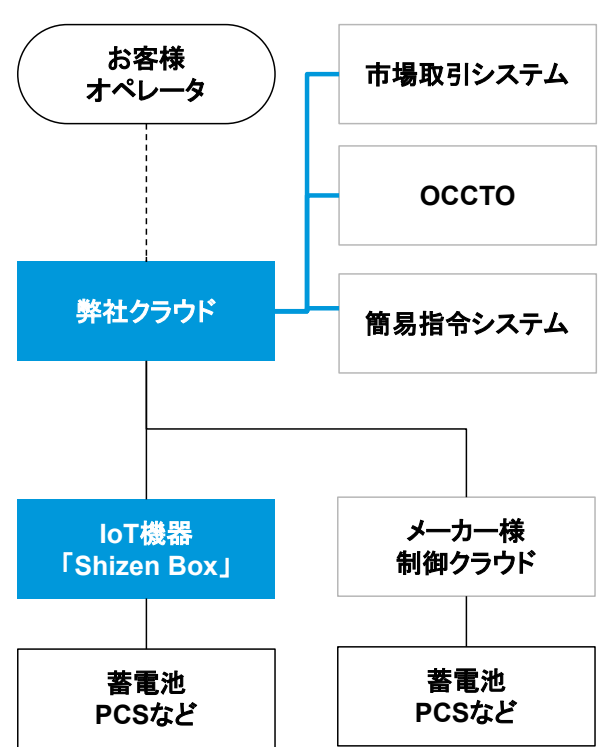 お客様
オペレータ
市場取引システム
OCCTO
弊社クラウド
簡易指令システム
IoT機器
「Shizen Box」
メーカー様
制御クラウド
蓄電池
PCSなど
蓄電池
PCSなど